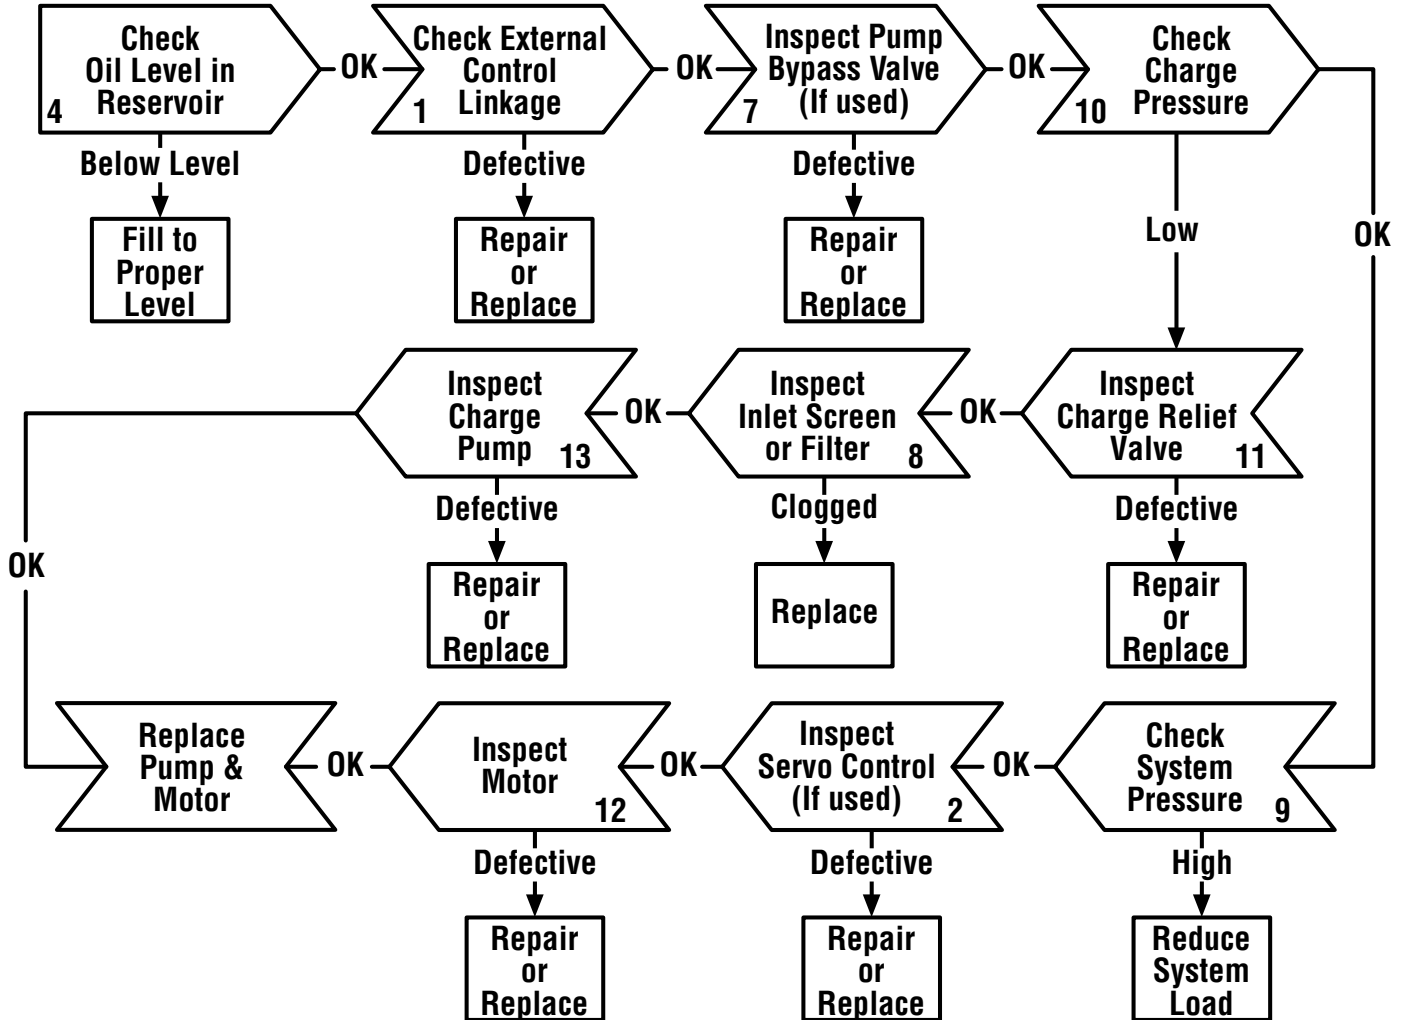 Check
Oil Level in
Reservoir
4
OK
Check External
Control
Linkage
1
OK
Inspect Pump
Bypass Valve
(If used)
7
OK
Check
Charge
Pressure
10
Below Level
Defective
Defective
Low
OK
Fill to
Proper
Level
Repair
or
Replace
Repair
or
Replace
Inspect
Charge
Pump
13
OK
Inspect
Inlet Screen
or Filter
8
OK
Inspect
Charge Relief
Valve
11
Defective
Clogged
Defective
OK
Repair
or
Replace
Replace
Repair
or
Replace
Replace
Pump &
Motor
OK
Inspect
Motor
12
OK
Inspect
Servo Control
(If used)
2
OK
Check
System
Pressure
9
Defective
Defective
High
Repair
or
Replace
Repair
or
Replace
Reduce
System
Load